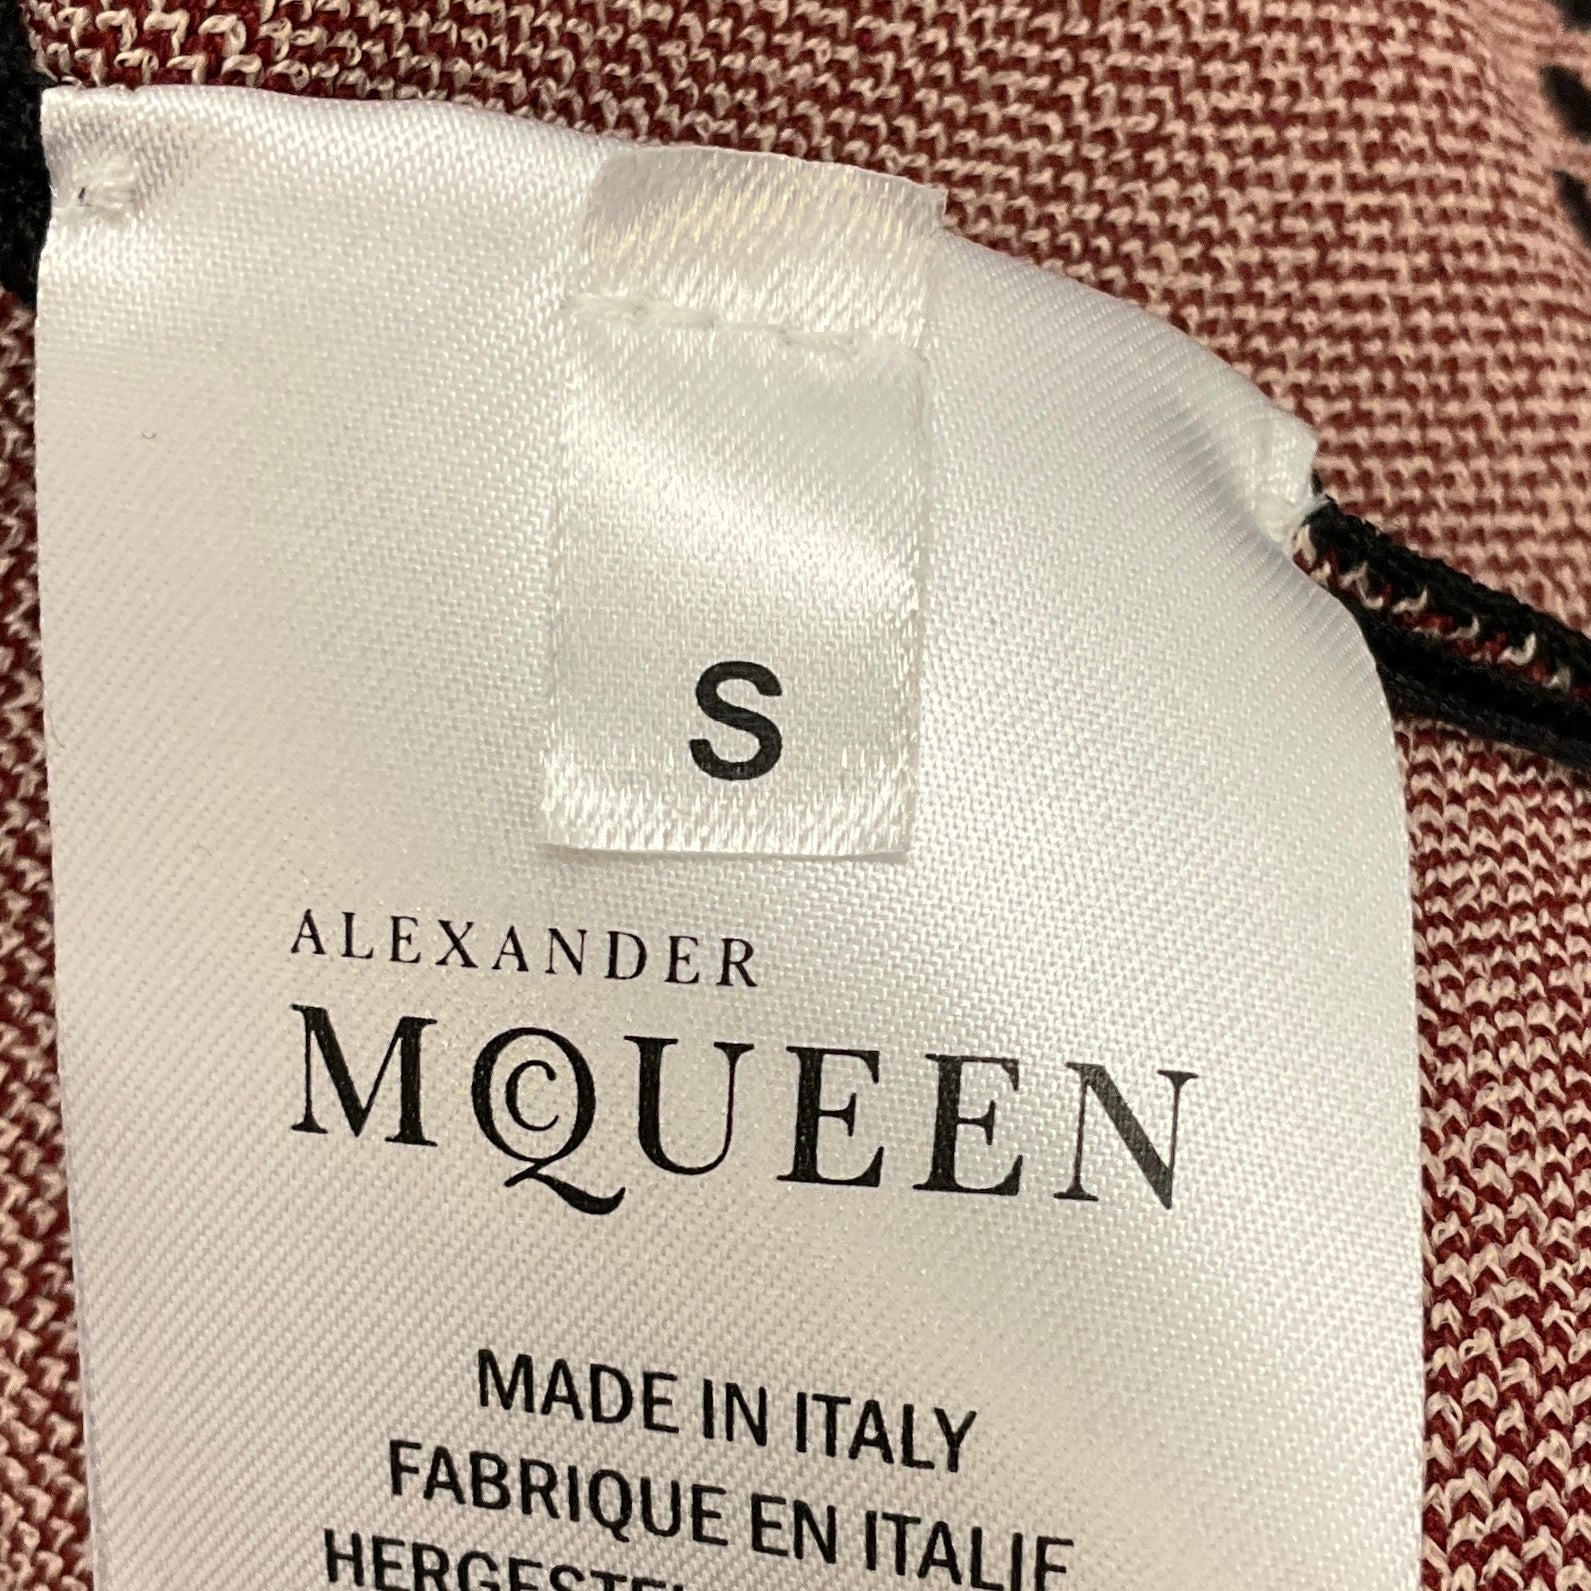 S
ALEXANDER
MCQUEEN
MADE IN ITALY
FABRIQUE EN ITALIE